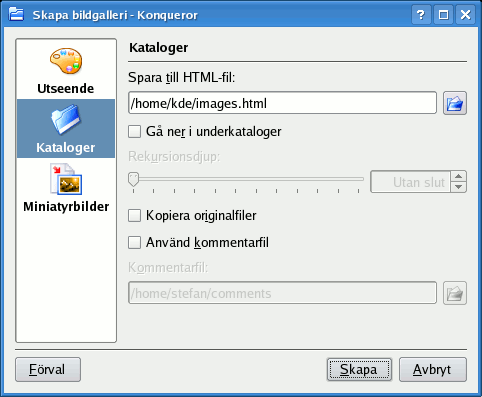 Skapa bildgalleri - Konqueror
Utseende
Kataloger
Miniatyrbilder
Kataloger
Spara till HTML-fil:
/home/kde/images.html
Gå ner i underkataloger
Rekursionsdjup:
Utan slut
Kopiera originalfiler
Använd kommentarfil
Kommentarfil:
/home/stefan/comments
Förval
Skapa
Avbryt